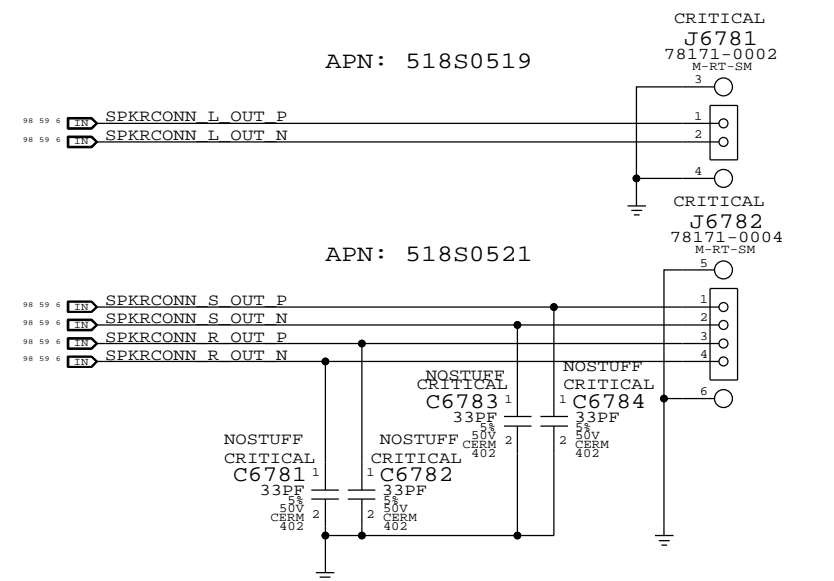 CRITICAL
J6781
78171-0002
M-RT-SM
APN: 518S0519
3
98 59 6 IN SPKRCONN_L_OUT_P 1
98 59 6 IN SPKRCONN_L_OUT_N 2
4
CRITICAL
J6782
78171-0004
M-RT-SM
APN: 518S0521
5
98 59 6 IN SPKRCONN_S_OUT_P 1
98 59 6 IN SPKRCONN_S_OUT_N 2
98 59 6 IN SPKRCONN_R_OUT_P 3
98 59 6 IN SPKRCONN_R_OUT_N 4
6
NOSTUFF
CRITICAL
C6783
33PF
5%
50V
CERM
402
1
2
NOSTUFF
CRITICAL
C6784
33PF
5%
50V
CERM
402
1
2
NOSTUFF
CRITICAL
C6781
33PF
5%
50V
CERM
402
1
2
NOSTUFF
CRITICAL
C6782
33PF
5%
50V
CERM
402
1
2